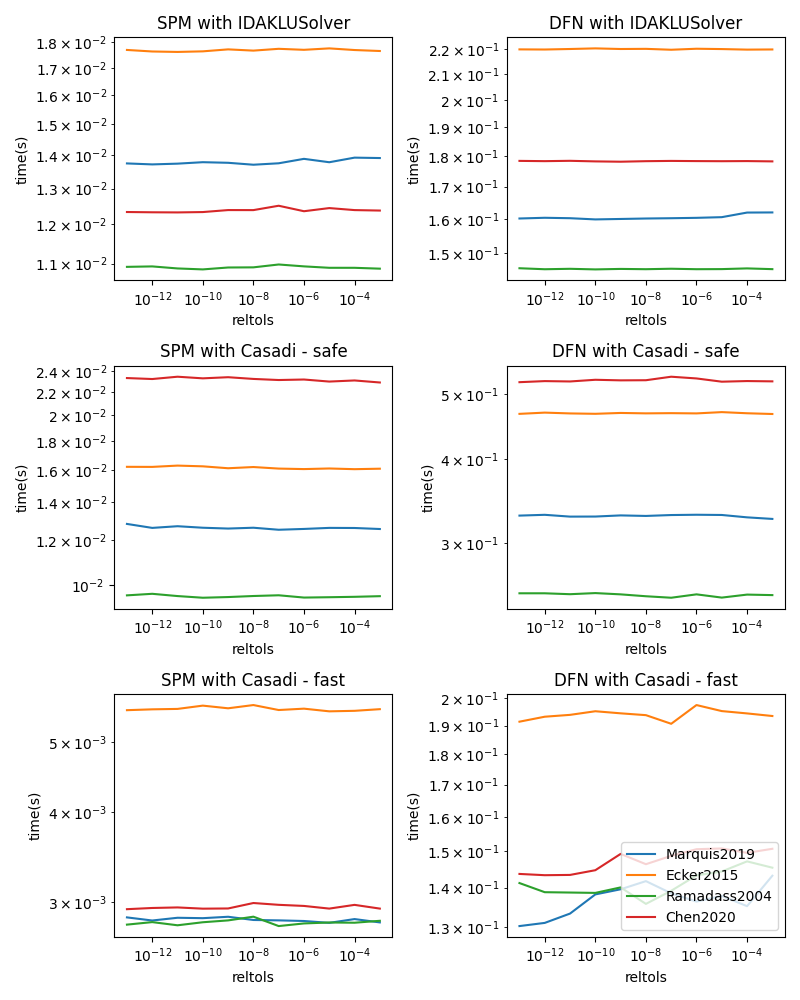 SPM with IDAKLUSolver
1.8 × 10⁻²
1.7 × 10⁻²
1.6 × 10⁻²
1.5 × 10⁻²
1.4 × 10⁻²
1.3 × 10⁻²
1.2 × 10⁻²
1.1 × 10⁻²
time(s)
10⁻¹² 10⁻¹⁰ 10⁻⁸ 10⁻⁶ 10⁻⁴
reltols
DFN with IDAKLUSolver
2.2 × 10⁻¹
2.1 × 10⁻¹
2 × 10⁻¹
1.9 × 10⁻¹
1.8 × 10⁻¹
1.7 × 10⁻¹
1.6 × 10⁻¹
1.5 × 10⁻¹
time(s)
10⁻¹² 10⁻¹⁰ 10⁻⁸ 10⁻⁶ 10⁻⁴
reltols
SPM with Casadi - safe
2.4 × 10⁻²
2.2 × 10⁻²
2 × 10⁻²
1.8 × 10⁻²
1.6 × 10⁻²
1.4 × 10⁻²
1.2 × 10⁻²
10⁻²
time(s)
10⁻¹² 10⁻¹⁰ 10⁻⁸ 10⁻⁶ 10⁻⁴
reltols
DFN with Casadi - safe
5 × 10⁻¹
4 × 10⁻¹
3 × 10⁻¹
time(s)
10⁻¹² 10⁻¹⁰ 10⁻⁸ 10⁻⁶ 10⁻⁴
reltols
SPM with Casadi - fast
5 × 10⁻³
4 × 10⁻³
3 × 10⁻³
time(s)
10⁻¹² 10⁻¹⁰ 10⁻⁸ 10⁻⁶ 10⁻⁴
reltols
DFN with Casadi - fast
2 × 10⁻¹
1.9 × 10⁻¹
1.8 × 10⁻¹
1.7 × 10⁻¹
1.6 × 10⁻¹
1.5 × 10⁻¹
1.4 × 10⁻¹
1.3 × 10⁻¹
time(s)
Marquis2019
Ecker2015
Ramadass2004
Chen2020
10⁻¹² 10⁻¹⁰ 10⁻⁸ 10⁻⁶ 10⁻⁴
reltols